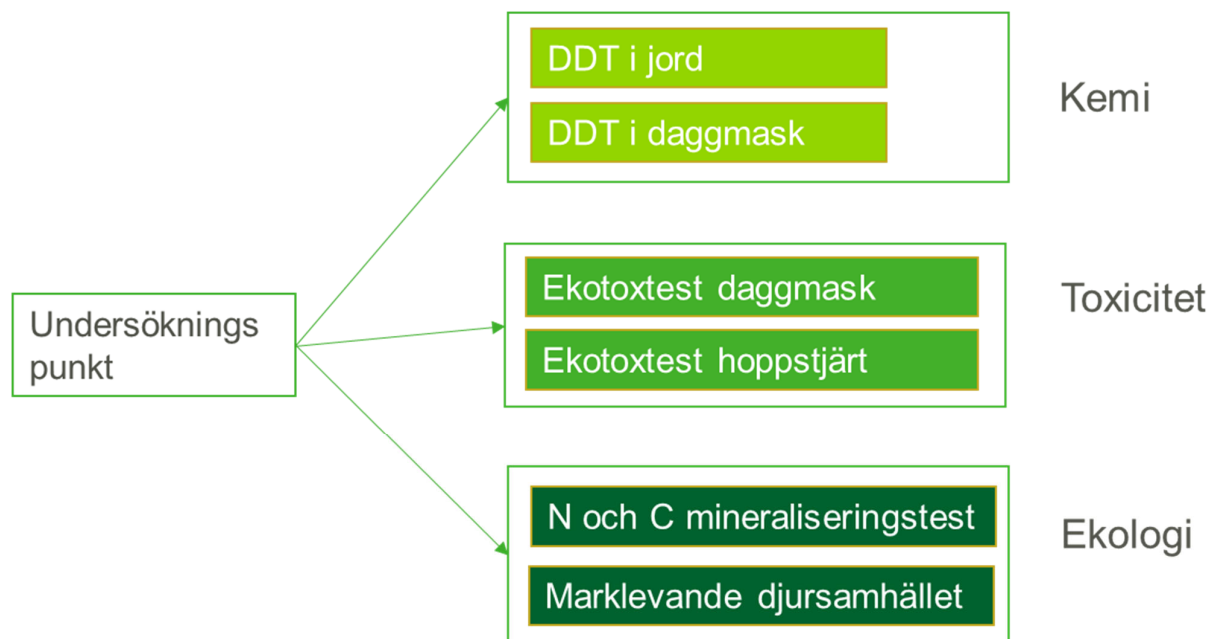 Undersöknings
punkt
DDT i jord
DDT i daggmask
Kemi
Ekotoxtest daggmask
Ekotoxtest hoppstjärt
Toxicitet
N och C mineraliseringstest
Marklevande djursamhället
Ekologi